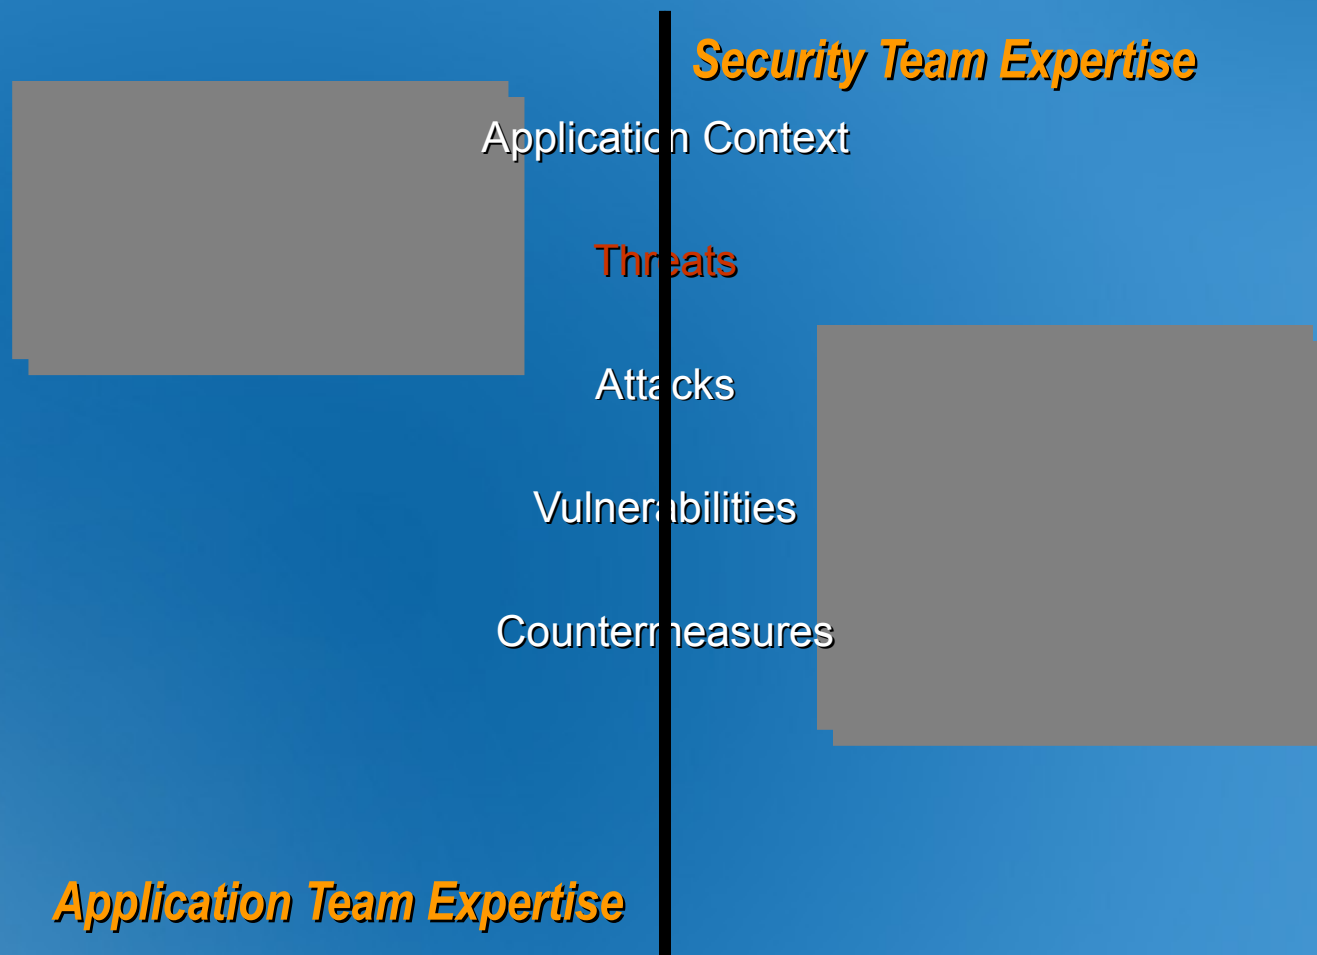 Security Team Expertise
Application Context
Threats
Attacks
Vulnerabilities
Countermeasures
Application Team Expertise